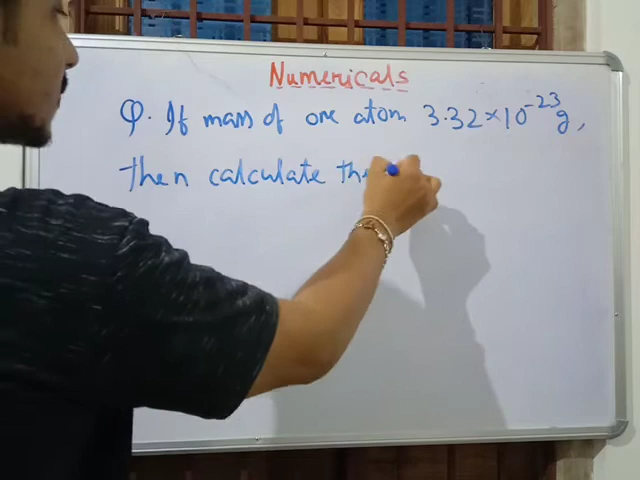 Numericals
Q. If mass of one atom 3.32×10⁻²³g,
then calculate the